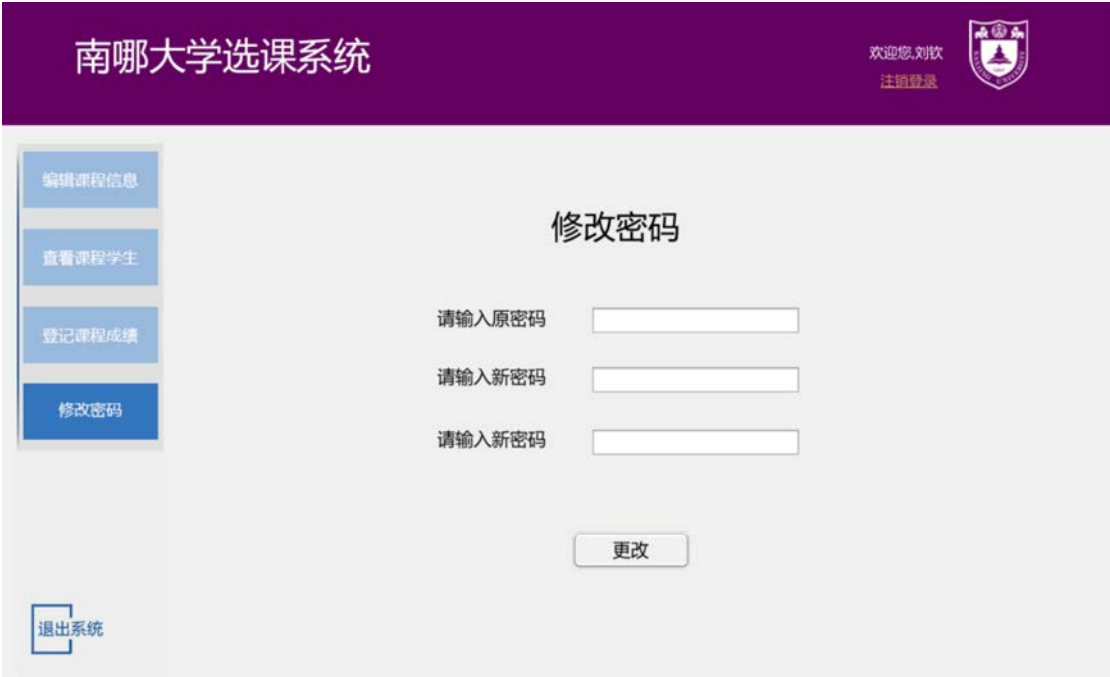 南哪大学选课系统
欢迎您,刘钦
注销登录
编辑课程信息
查看课程学生
登记课程成绩
修改密码
修改密码
请输入原密码
请输入新密码
请输入新密码
更改
退出系统